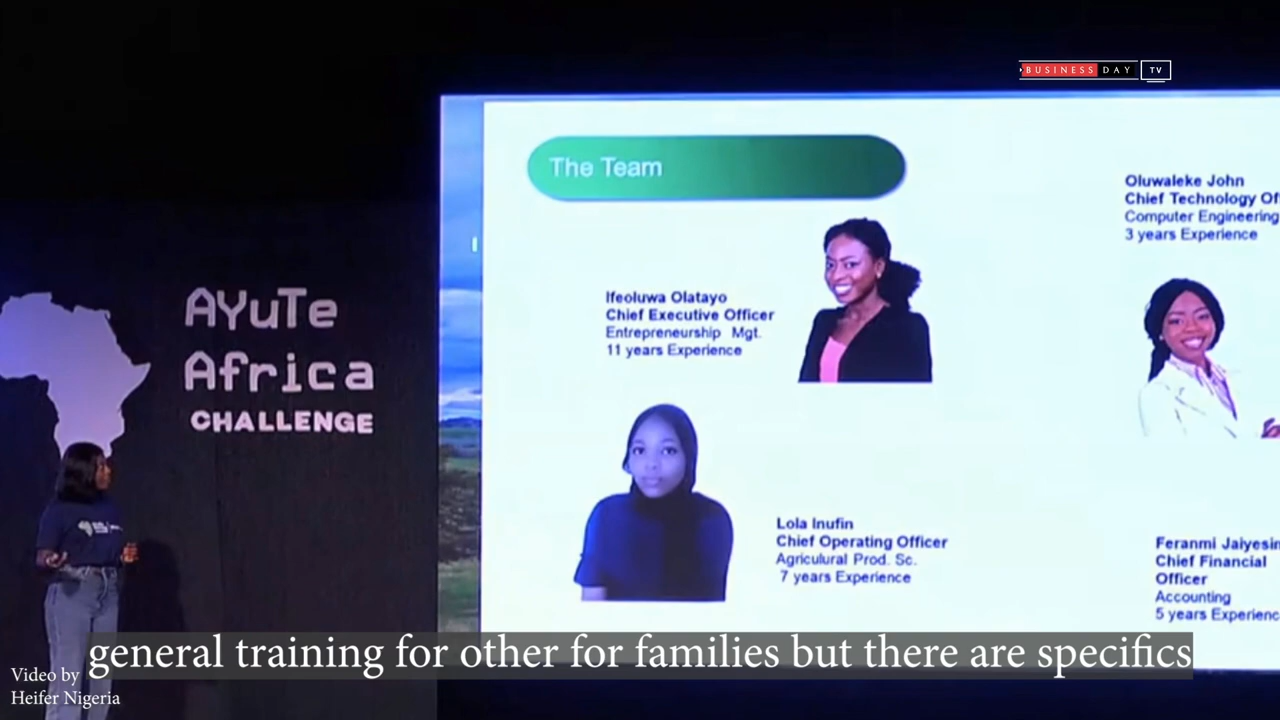 BUSINESS DAY TV
The Team
Oluwaleke John
Chief Technology Of
Computer Engineering
3 years Experience
Ifeoluwa Olatayo
Chief Executive Officer
Entrepreneurship Mgt.
11 years Experience
AYuTe
Africa
CHALLENGE
Lola Inufin
Chief Operating Officer
Agriculural Prod. Sc.
7 years Experience
Feranmi Jaiyesim
Chief Financial
Officer
Accounting
5 years Experienc
general training for other for families but there are specifics
Video by
Heifer Nigeria